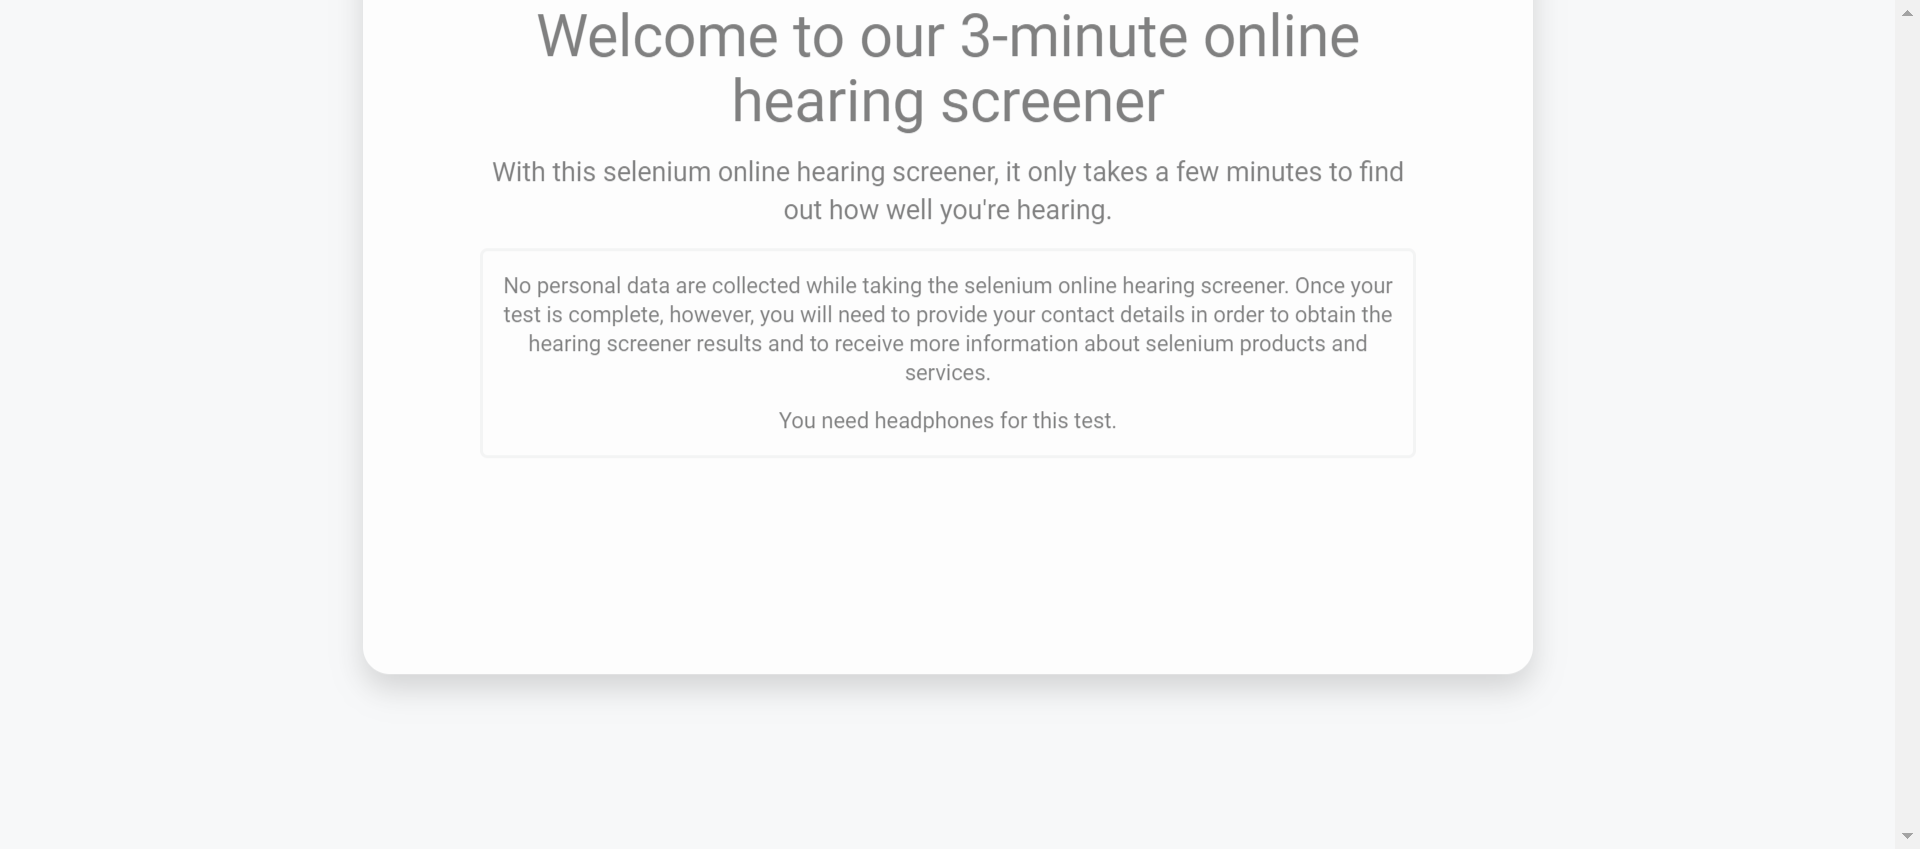 Welcome to our 3-minute online
hearing screener
With this selenium online hearing screener, it only takes a few minutes to find
out how well you're hearing.
No personal data are collected while taking the selenium online hearing screener. Once your
test is complete, however, you will need to provide your contact details in order to obtain the
hearing screener results and to receive more information about selenium products and
services.
You need headphones for this test.